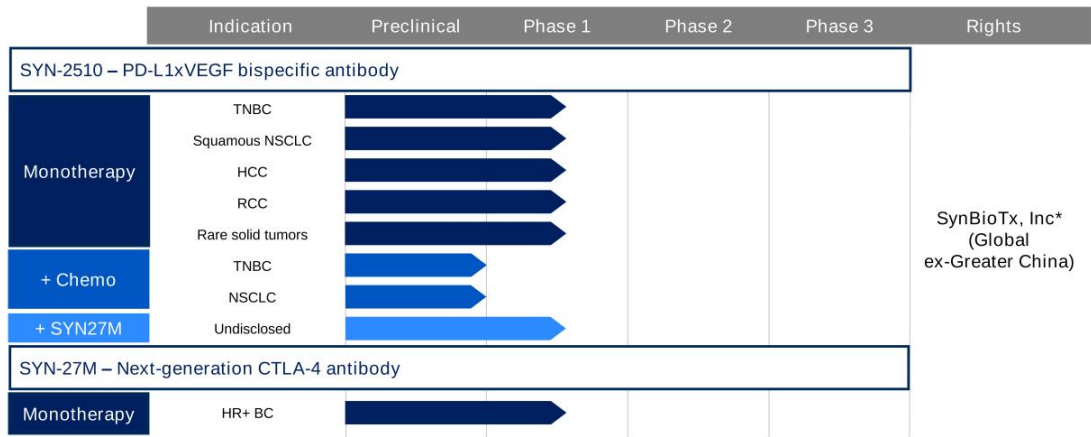 Indication Preclinical Phase 1 Phase 2 Phase 3 Rights
SYN-2510 – PD-L1xVEGF bispecific antibody
Monotherapy
TNBC
Squamous NSCLC
HCC
RCC
Rare solid tumors
+ Chemo
TNBC
NSCLC
+ SYN27M
Undisclosed
SynBioTx, Inc*
(Global
ex-Greater China)
SYN-27M – Next-generation CTLA-4 antibody
Monotherapy
HR+ BC